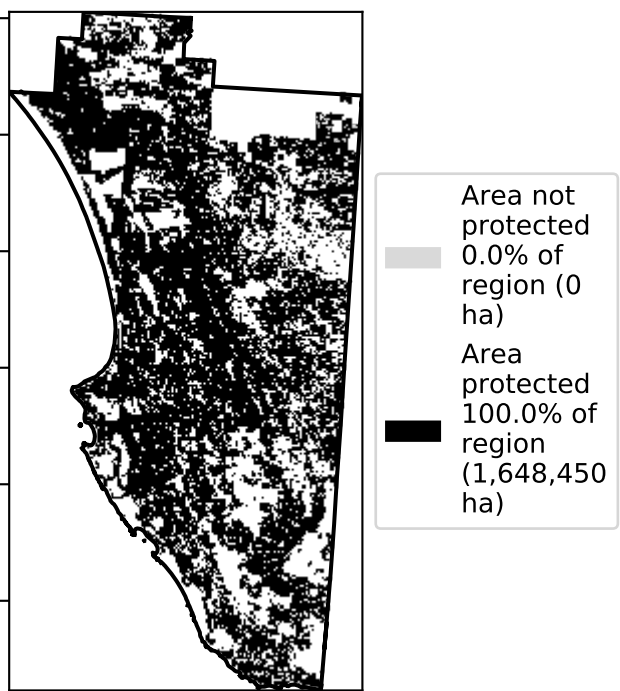 Area not
protected
0.0% of
region (0
ha)
Area
protected
100.0% of
region
(1,648,450
ha)